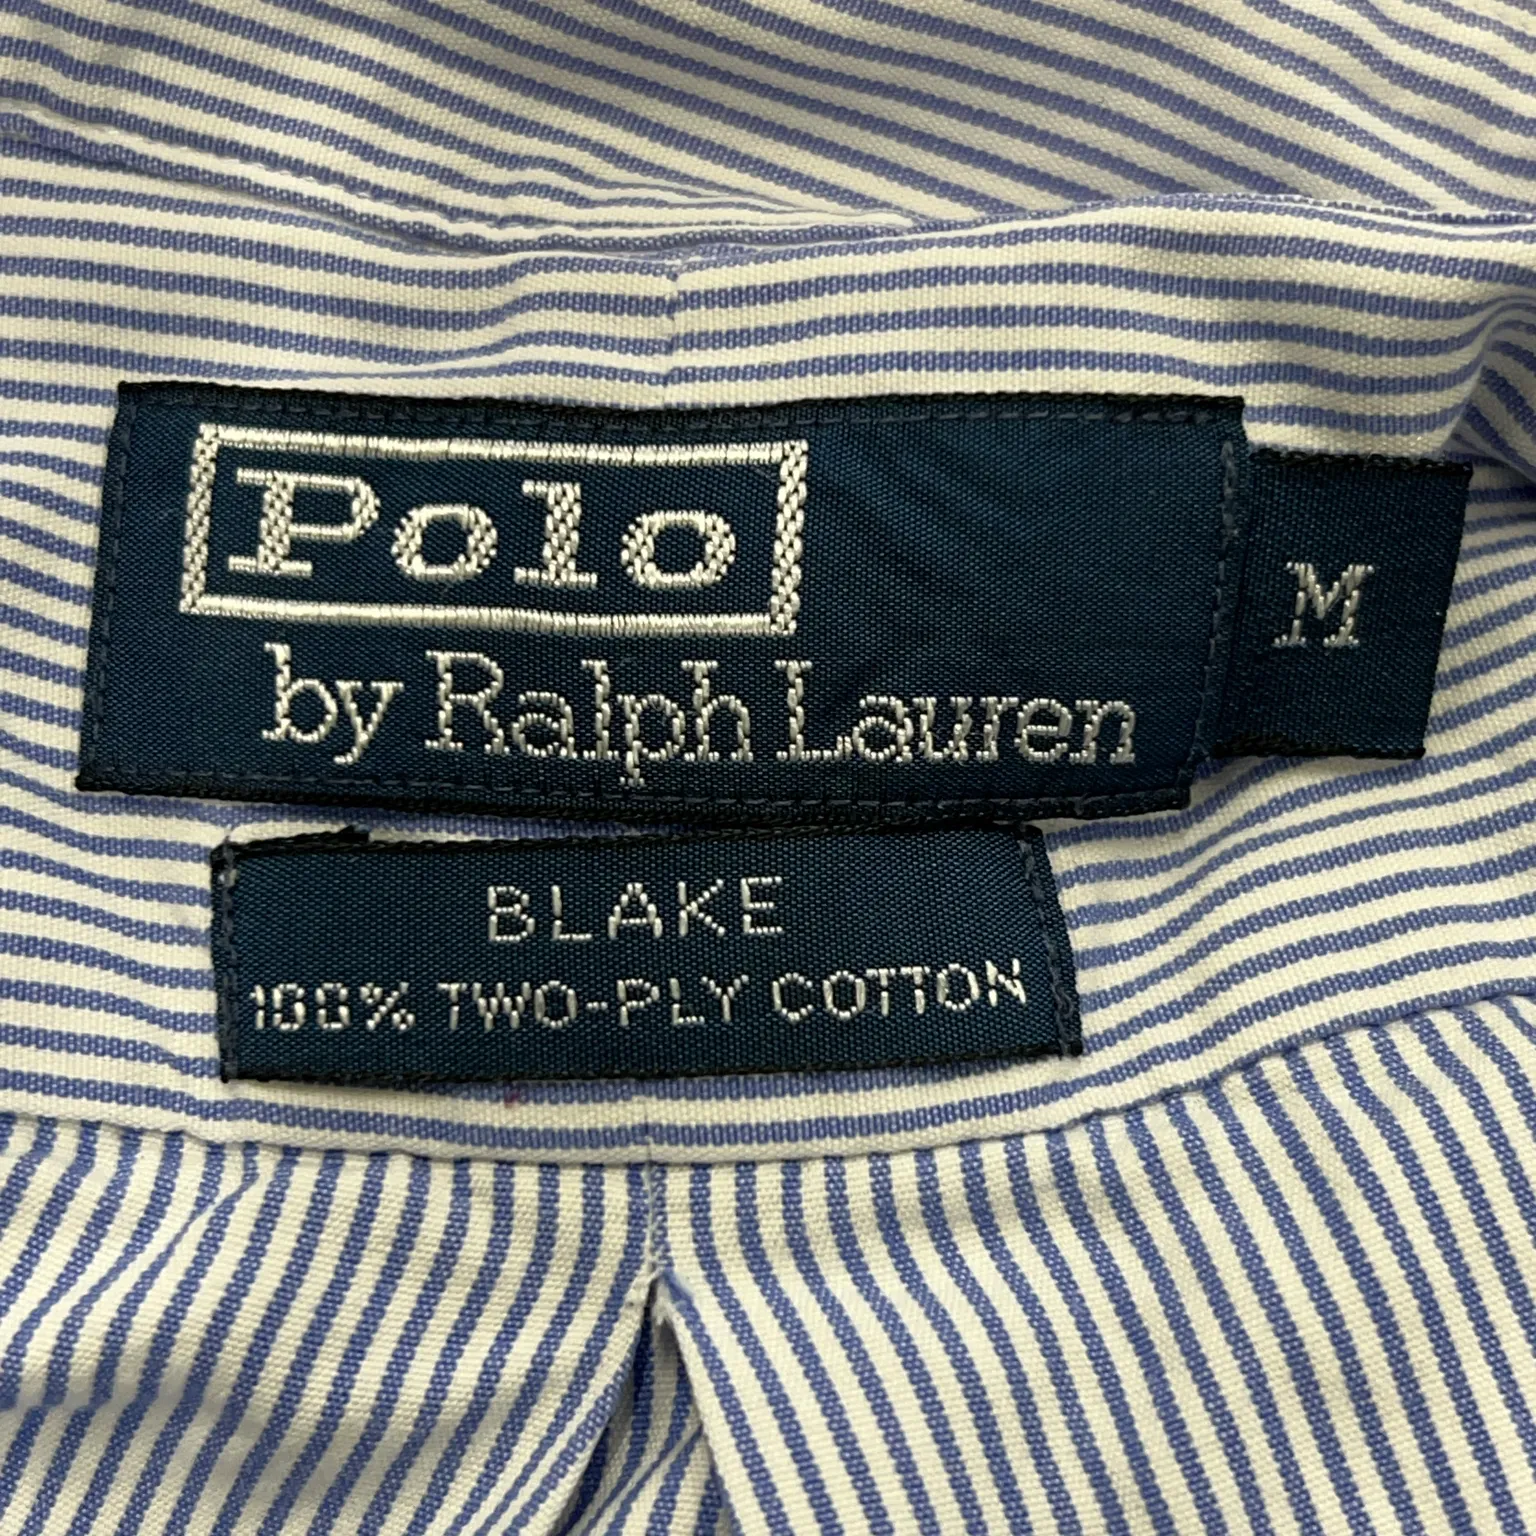 Polo
by Ralph Lauren
M
BLAKE
100% TWO-PLY COTTON